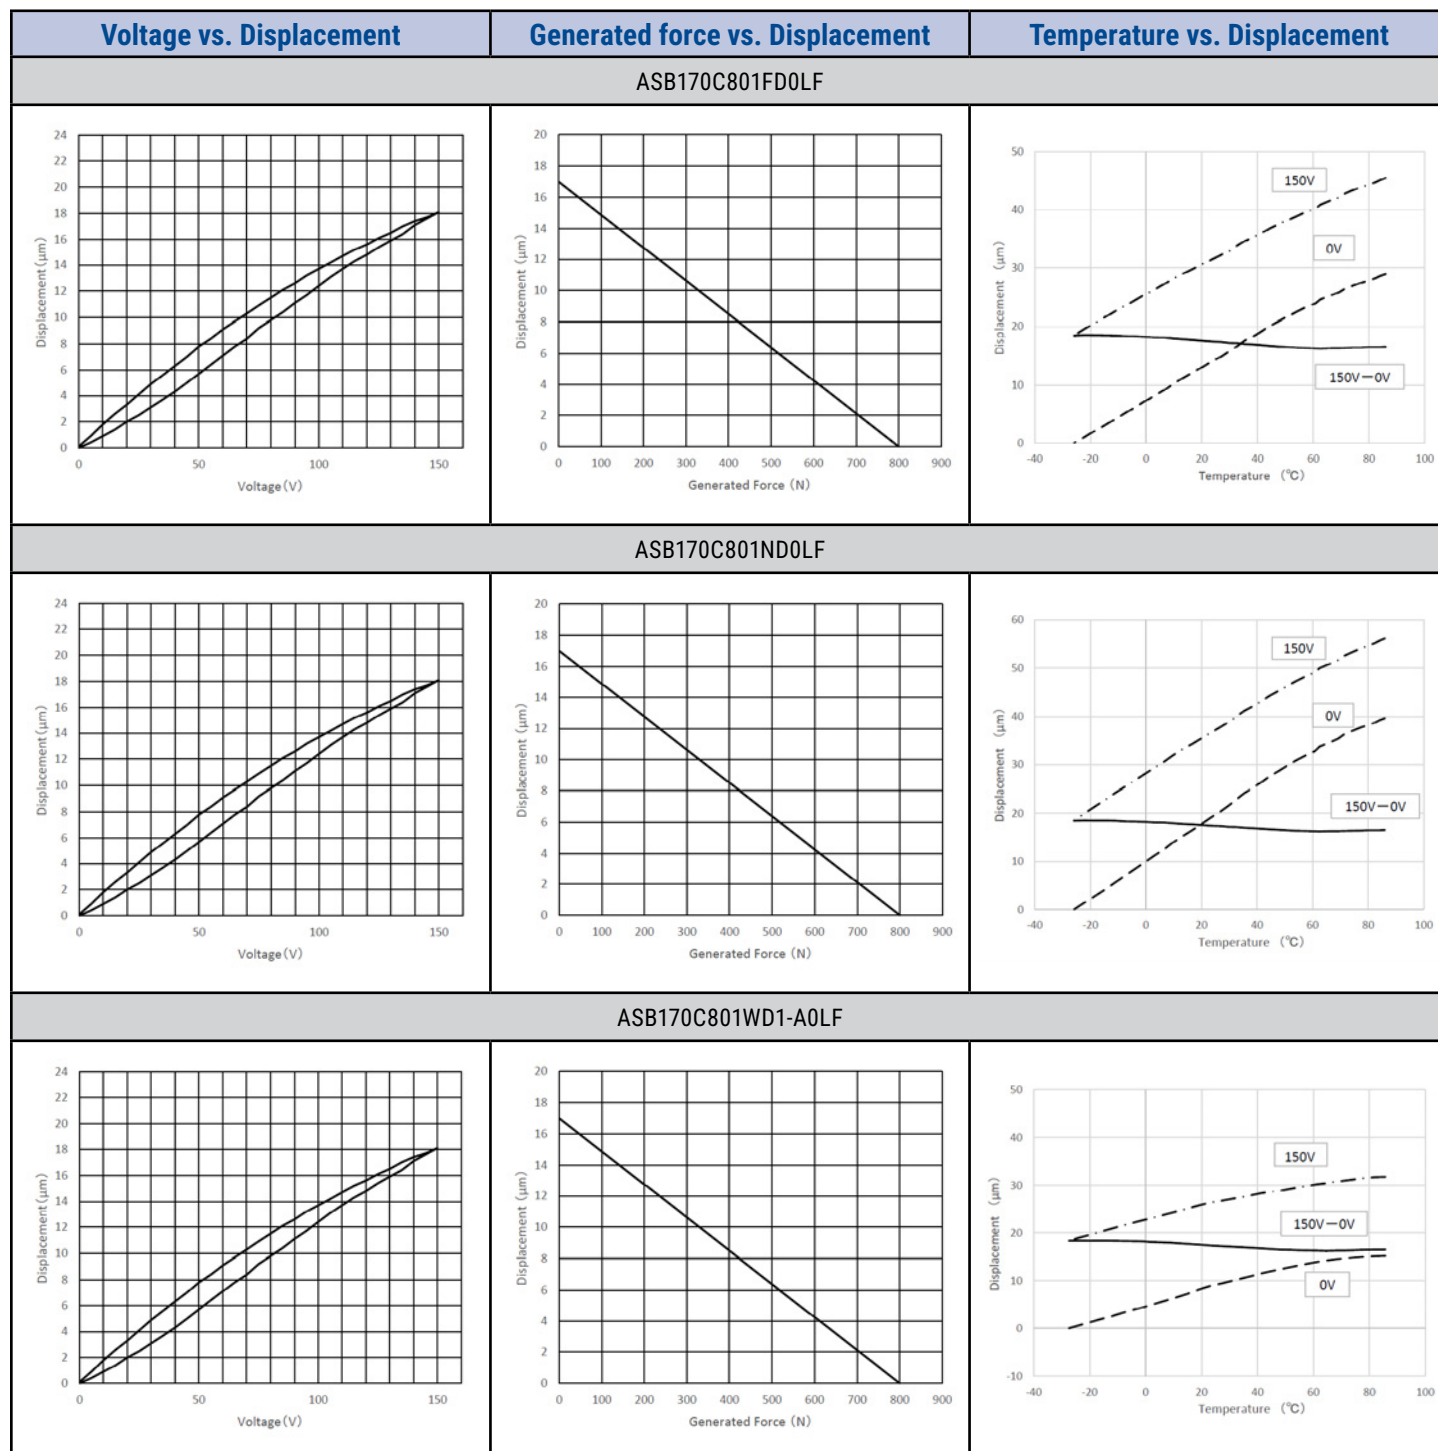 Voltage vs. Displacement
Generated force vs. Displacement
Temperature vs. Displacement
ASB170C801FD0LF
24
22
20
18
16
14
12
10
8
6
4
2
0
0 50 100 150
Displacement(μm)
Voltage(V)
20
18
16
14
12
10
8
6
4
2
0
0 100 200 300 400 500 600 700 800 900
Displacement (μm)
Generated Force (N)
50
40
30
20
10
0
-40 -20 0 20 40 60 80 100
Displacement (μm)
Temperature (℃)
150V
0V
150V－0V
ASB170C801ND0LF
24
22
20
18
16
14
12
10
8
6
4
2
0
0 50 100 150
Displacement(μm)
Voltage(V)
20
18
16
14
12
10
8
6
4
2
0
0 100 200 300 400 500 600 700 800 900
Displacement (μm)
Generated Force (N)
60
50
40
30
20
10
0
-40 -20 0 20 40 60 80 100
Displacement (μm)
Temperature (℃)
150V
0V
150V－0V
ASB170C801WD1-A0LF
24
22
20
18
16
14
12
10
8
6
4
2
0
0 50 100 150
Displacement(μm)
Voltage(V)
20
18
16
14
12
10
8
6
4
2
0
0 100 200 300 400 500 600 700 800 900
Displacement (μm)
Generated Force (N)
50
40
30
20
10
0
-10
-40 -20 0 20 40 60 80 100
Displacement (μm)
Temperature (℃)
150V
150V－0V
0V